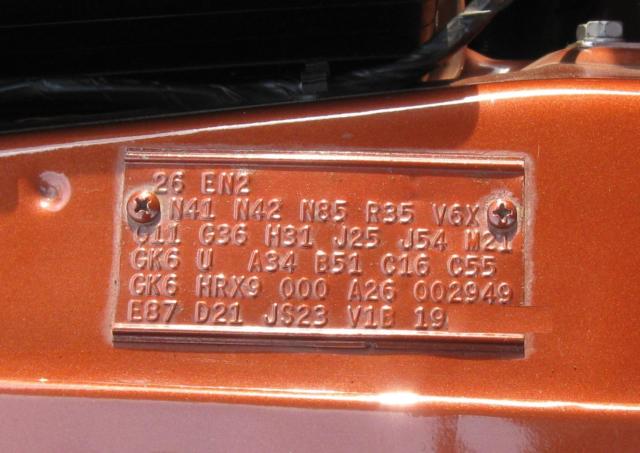 26 EN2
N41 N42 N85 R35 V6X
G11 G36 H31 J25 J54 M21
GK6 U A34 B51 C16 C55
GK6 HRX9 000 A26 002949
E87 D21 JS23 V1B 19